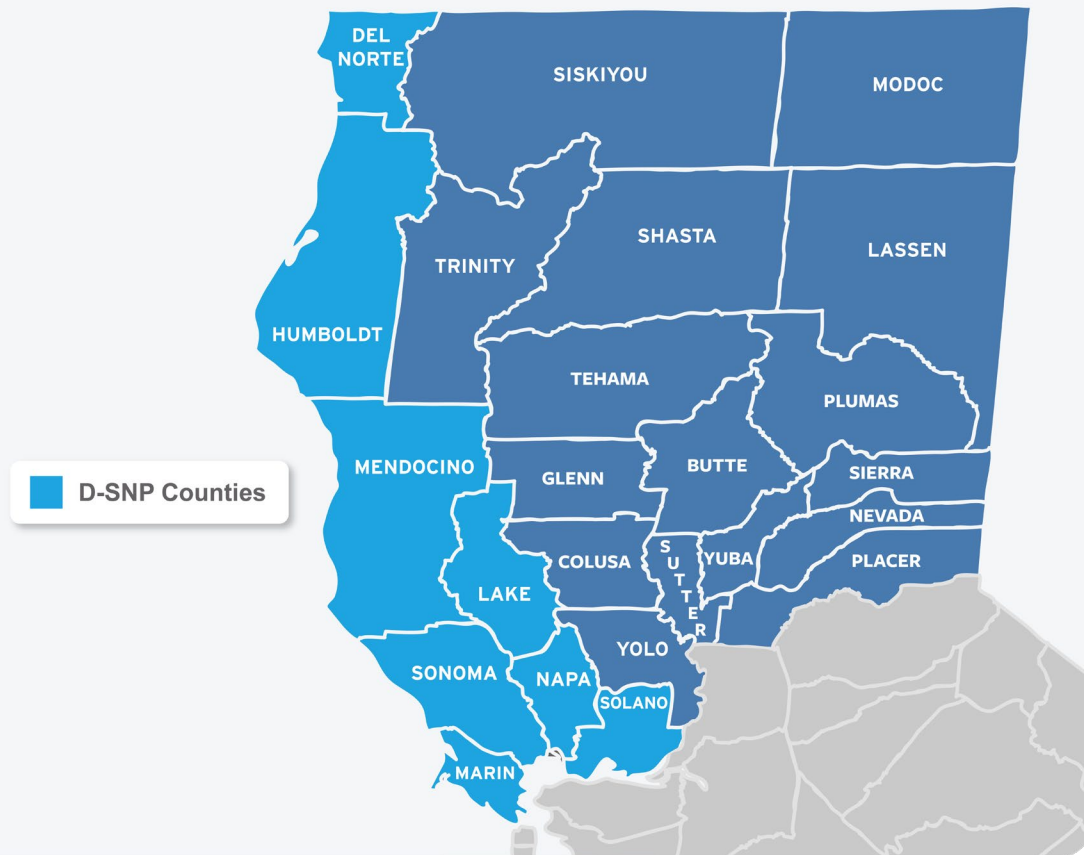 DEL
NORTE
SISKIYOU
MODOC
SHASTA
LASSEN
TRINITY
HUMBOLDT
TEHAMA
PLUMAS
MENDOCINO
BUTTE
GLENN
SIERRA
D-SNP Counties
NEVADA
COLUSA
SUTTER
YUBA
PLACER
LAKE
YOLO
SONOMA
NAPA
SOLANO
MARIN